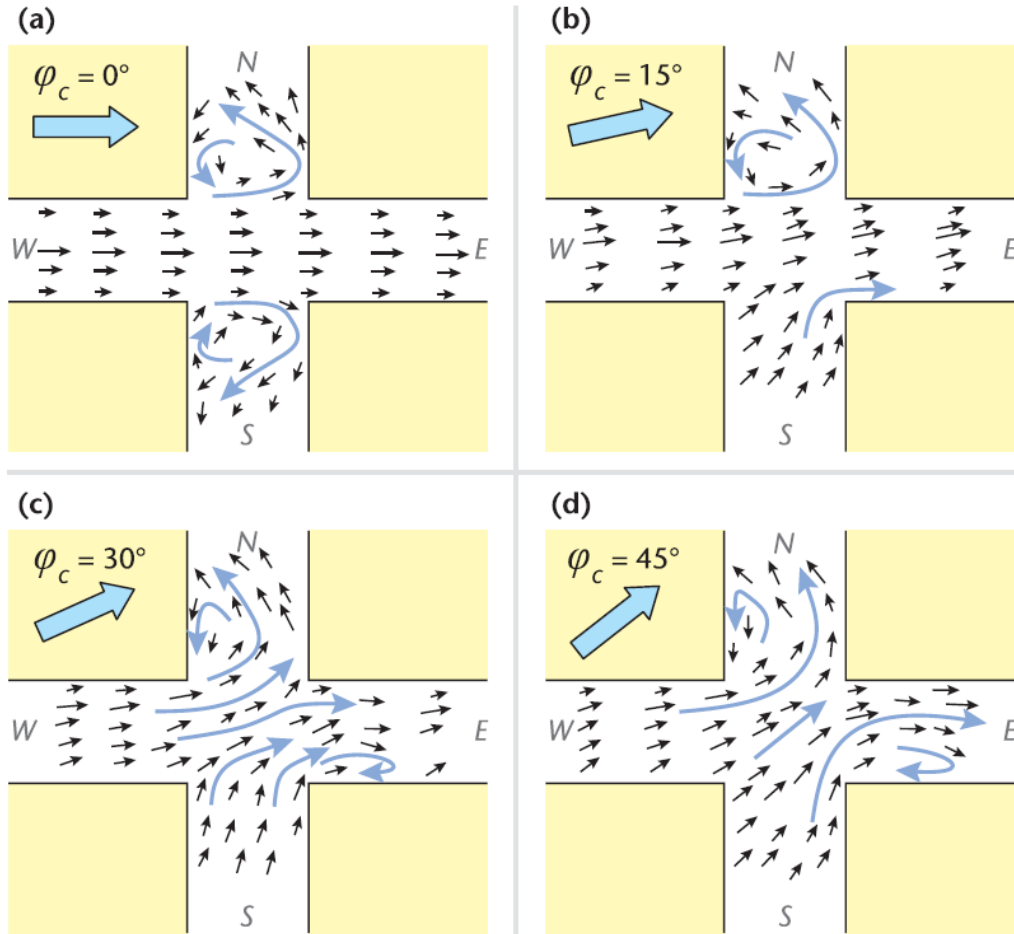 (a)
φc = 0°
N
W
E
S
(b)
φc = 15°
N
W
E
S
(c)
φc = 30°
N
W
E
S
(d)
φc = 45°
N
W
E
S